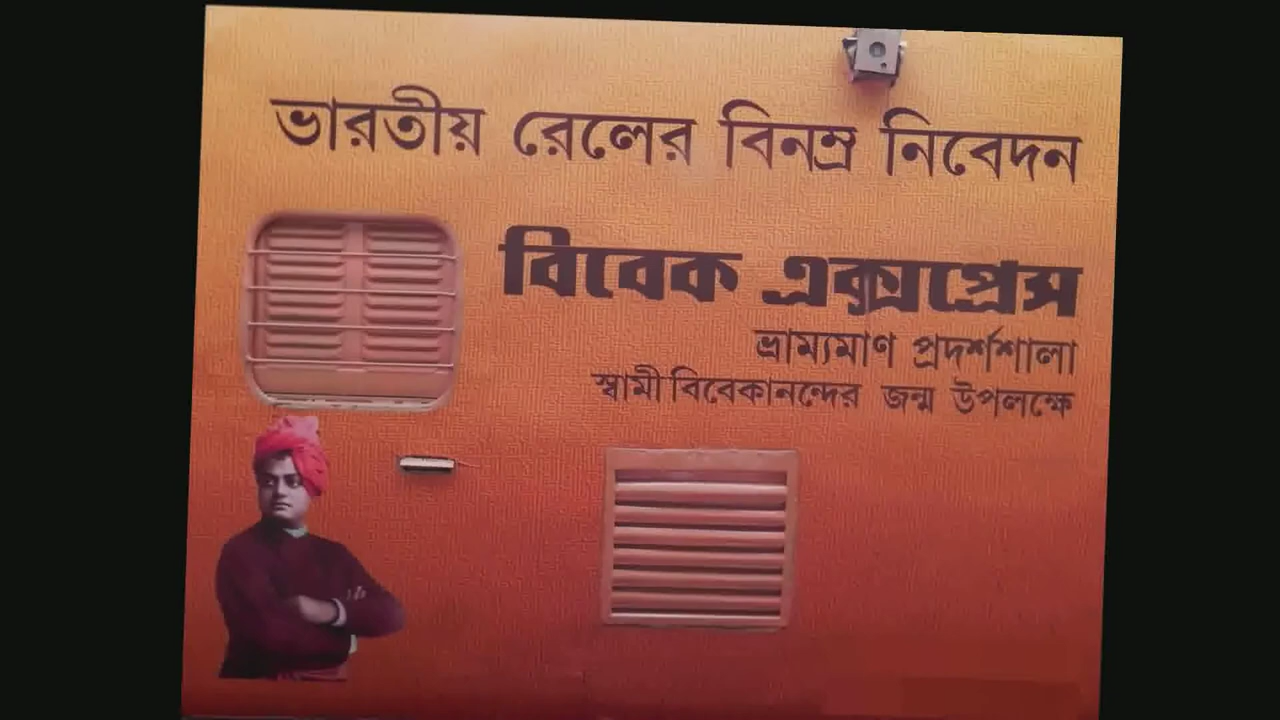 ভারতীয় রেলের বিনম্র নিবেদন
বিবেক এক্সপ্রেস
ভ্রাম্যমাণ প্রদর্শশালা
স্বামী বিবেকানন্দের জন্ম উপলক্ষে